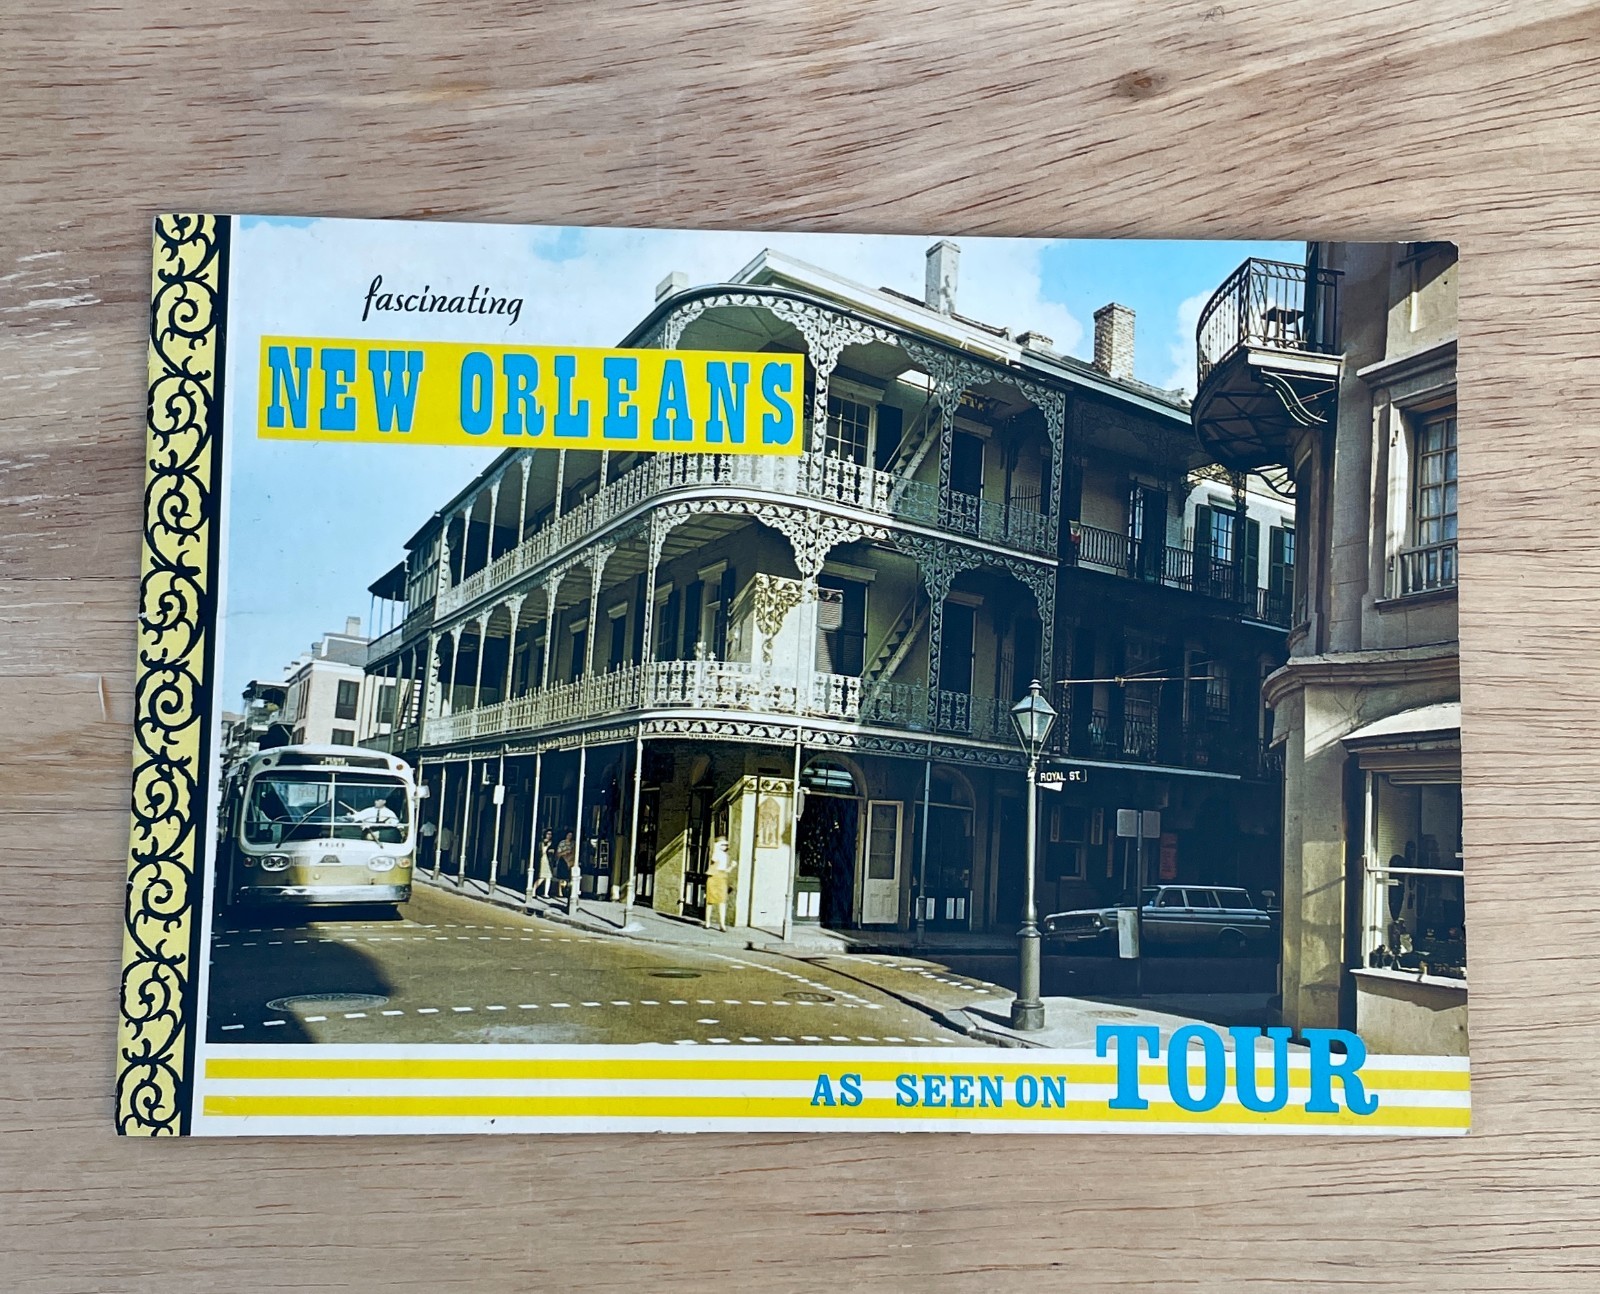 fascinating
NEW ORLEANS
ROYAL ST.
AS SEEN ON TOUR